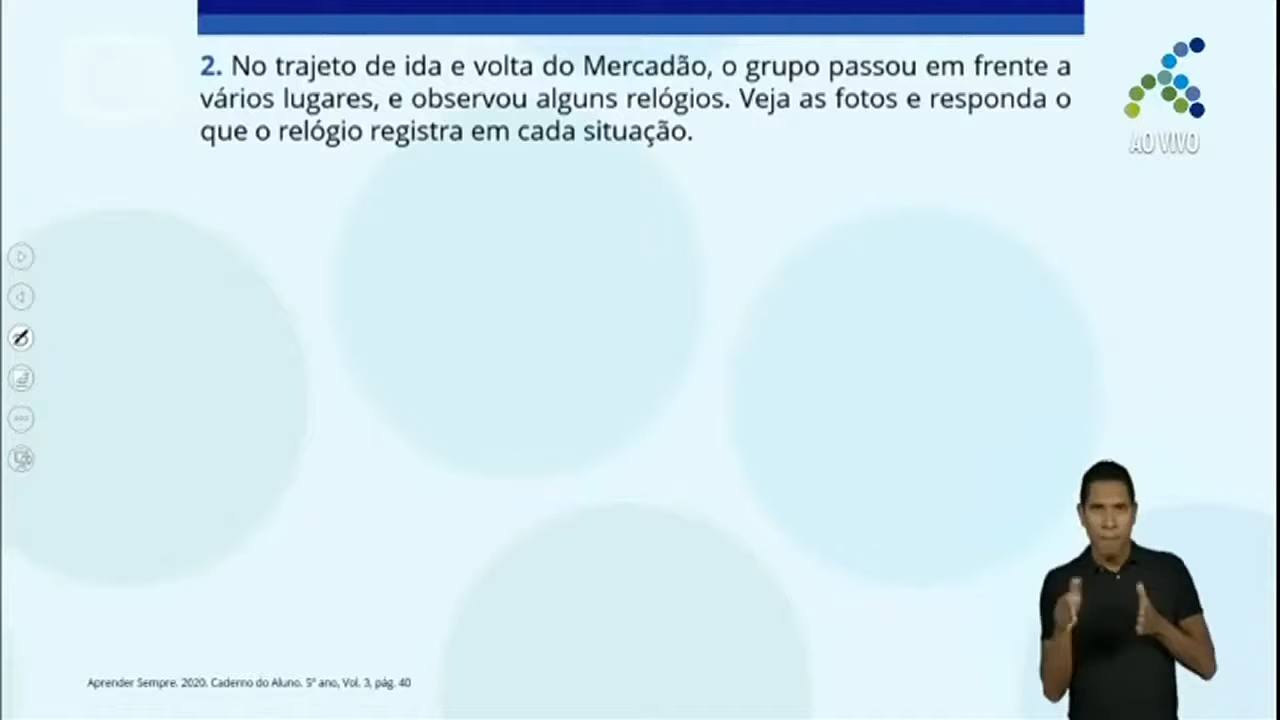 2. No trajeto de ida e volta do Mercadão, o grupo passou em frente a
vários lugares, e observou alguns relógios. Veja as fotos e responda o
que o relógio registra em cada situação.
AO VIVO
Aprender Sempre. 2020. Caderno do Aluno. 5º ano, Vol. 3, pág. 40